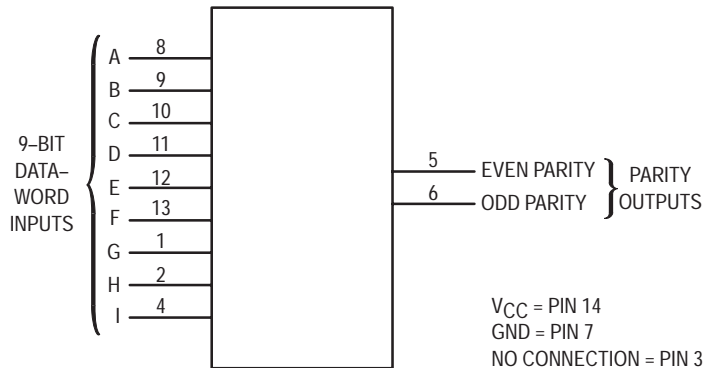 9–BIT
DATA–
WORD
INPUTS
A 8
B 9
C 10
D 11
E 12
F 13
G 1
H 2
I 4
5 EVEN PARITY
6 ODD PARITY
PARITY
OUTPUTS
VCC = PIN 14
GND = PIN 7
NO CONNECTION = PIN 3